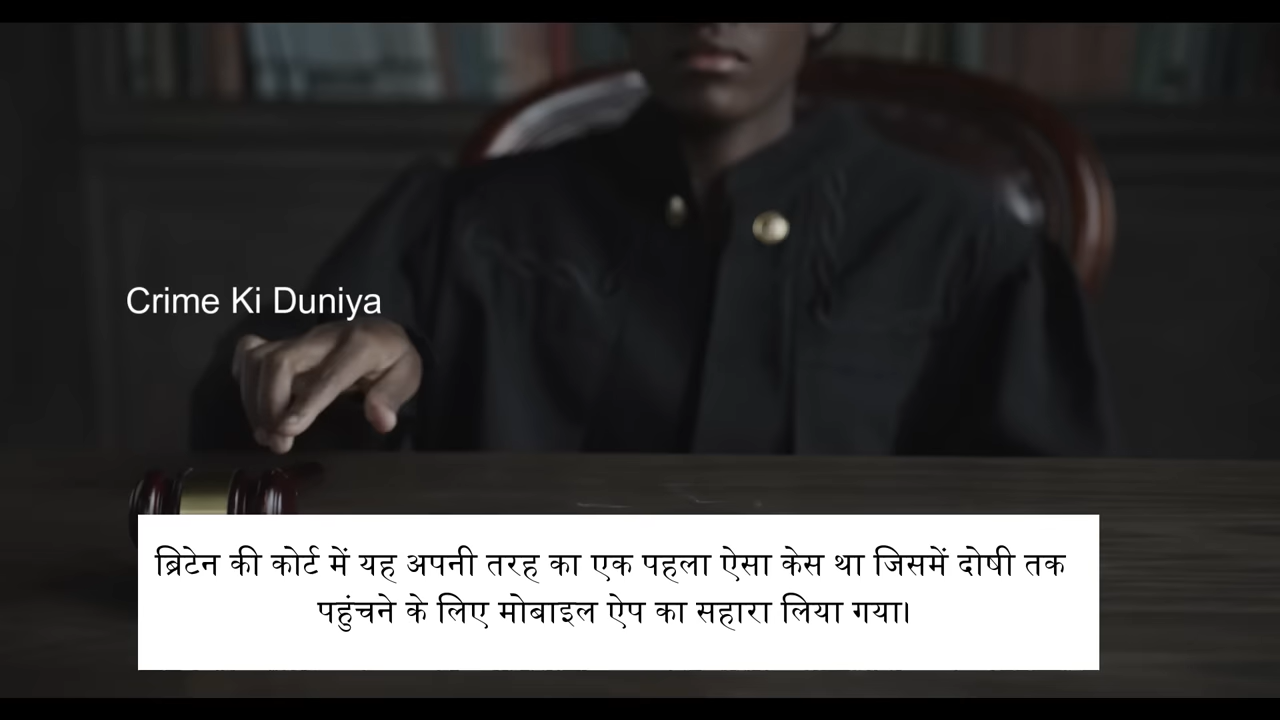 Crime Ki Duniya
ब्रिटेन की कोर्ट में यह अपनी तरह का एक पहला ऐसा केस था जिसमें दोषी तक
पहुंचने के लिए मोबाइल ऐप का सहारा लिया गया।